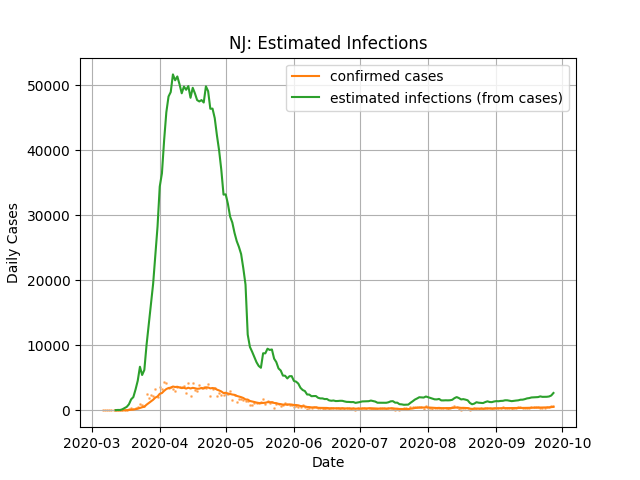 NJ: Estimated Infections
confirmed cases
estimated infections (from cases)
Daily Cases
50000
40000
30000
20000
10000
0
2020-03 2020-04 2020-05 2020-06 2020-07 2020-08 2020-09 2020-10
Date